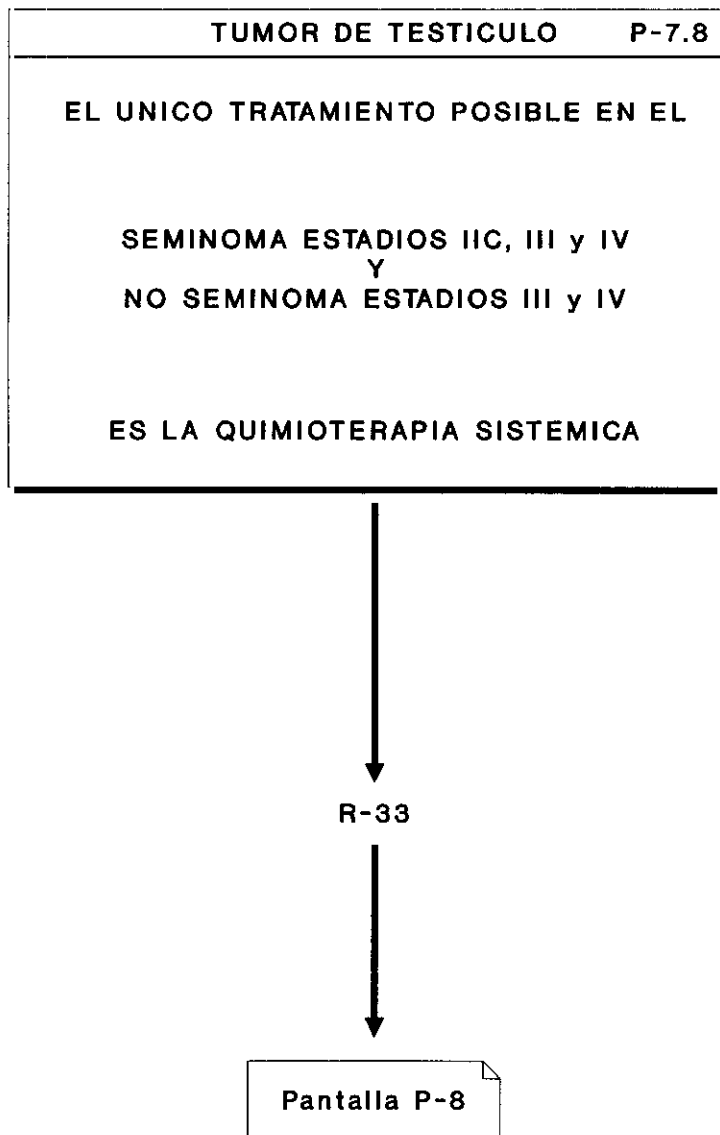 TUMOR DE TESTICULO P-7.8
EL UNICO TRATAMIENTO POSIBLE EN EL
SEMINOMA ESTADIOS IIC, III y IV
Y
NO SEMINOMA ESTADIOS III y IV
ES LA QUIMIOTERAPIA SISTEMICA
R-33
Pantalla P-8